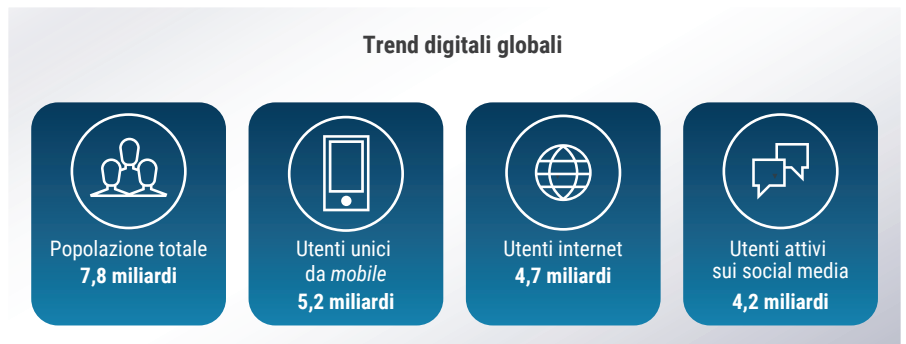 Trend digitali globali
Popolazione totale
7,8 miliardi
Utenti unici
da mobile
5,2 miliardi
Utenti internet
4,7 miliardi
Utenti attivi
sui social media
4,2 miliardi